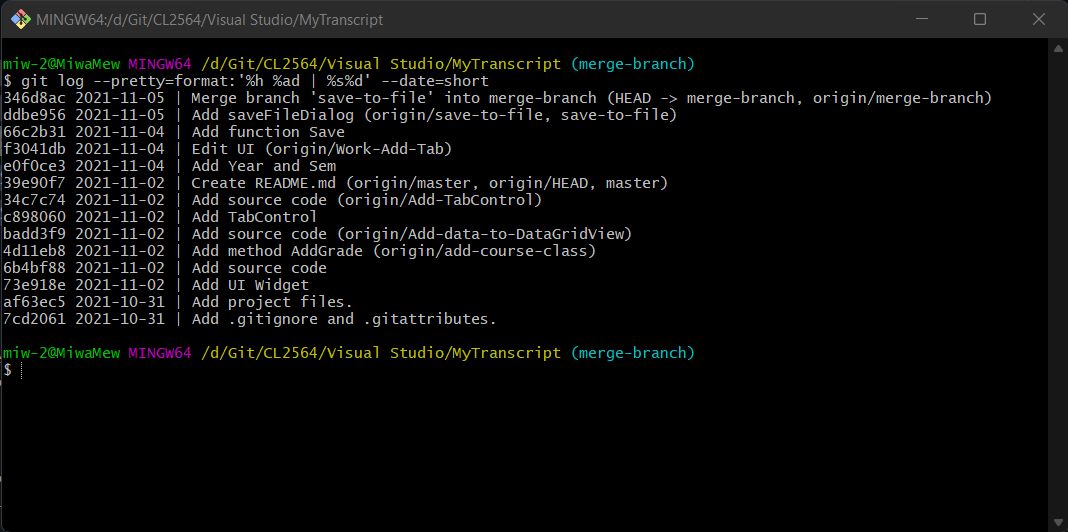 MINGW64:/d/Git/CL2564/Visual Studio/MyTranscript
miw-2@MiwaMew MINGW64 /d/Git/CL2564/Visual Studio/MyTranscript (merge-branch)
$ git log --pretty=format:'%h %ad | %s%d' --date=short
346d8ac 2021-11-05 | Merge branch 'save-to-file' into merge-branch (HEAD -> merge-branch, origin/merge-branch)
ddbe956 2021-11-05 | Add saveFileDialog (origin/save-to-file, save-to-file)
66c2b31 2021-11-04 | Add function Save
f3041db 2021-11-04 | Edit UI (origin/Work-Add-Tab)
e0f0ce3 2021-11-04 | Add Year and Sem
39e90f7 2021-11-02 | Create README.md (origin/master, origin/HEAD, master)
34c7c74 2021-11-02 | Add source code (origin/Add-TabControl)
c898060 2021-11-02 | Add TabControl
badd3f9 2021-11-02 | Add source code (origin/Add-data-to-DataGridView)
4d11eb8 2021-11-02 | Add method AddGrade (origin/add-course-class)
6b4bf88 2021-11-02 | Add source code
73e918e 2021-11-02 | Add UI Widget
af63ec5 2021-10-31 | Add project files.
7cd2061 2021-10-31 | Add .gitignore and .gitattributes.
miw-2@MiwaMew MINGW64 /d/Git/CL2564/Visual Studio/MyTranscript (merge-branch)
$